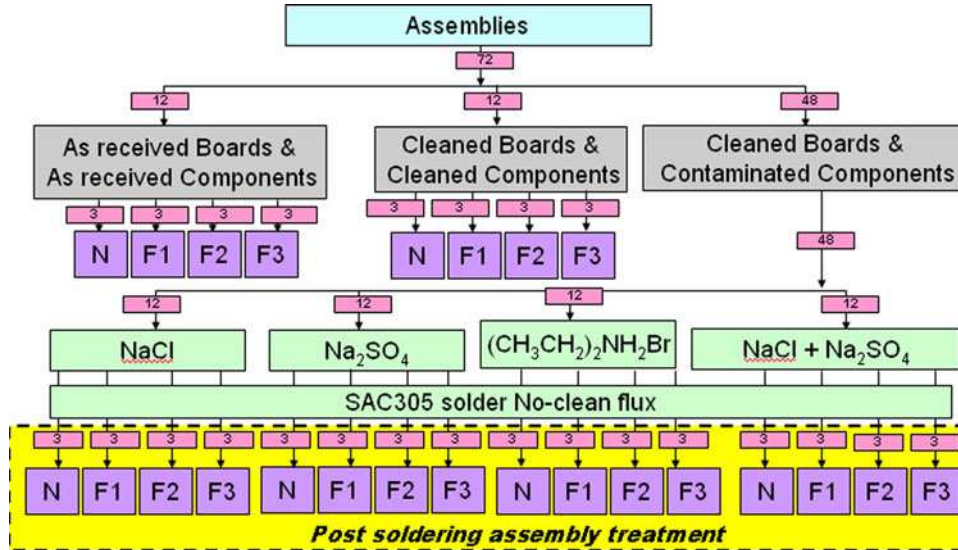 Assemblies
72
12 12 48
As received Boards &
As received Components
Cleaned Boards &
Cleaned Components
Cleaned Boards &
Contaminated Components
3 3 3 3 3 3 3 3
N F1 F2 F3 N F1 F2 F3
48
12 12 12 12
NaCl Na₂SO₄ (CH₃CH₂)₂NH₂Br NaCl + Na₂SO₄
SAC305 solder No-clean flux
3 3 3 3 3 3 3 3 3 3 3 3 3 3 3 3
N F1 F2 F3 N F1 F2 F3 N F1 F2 F3 N F1 F2 F3
Post soldering assembly treatment